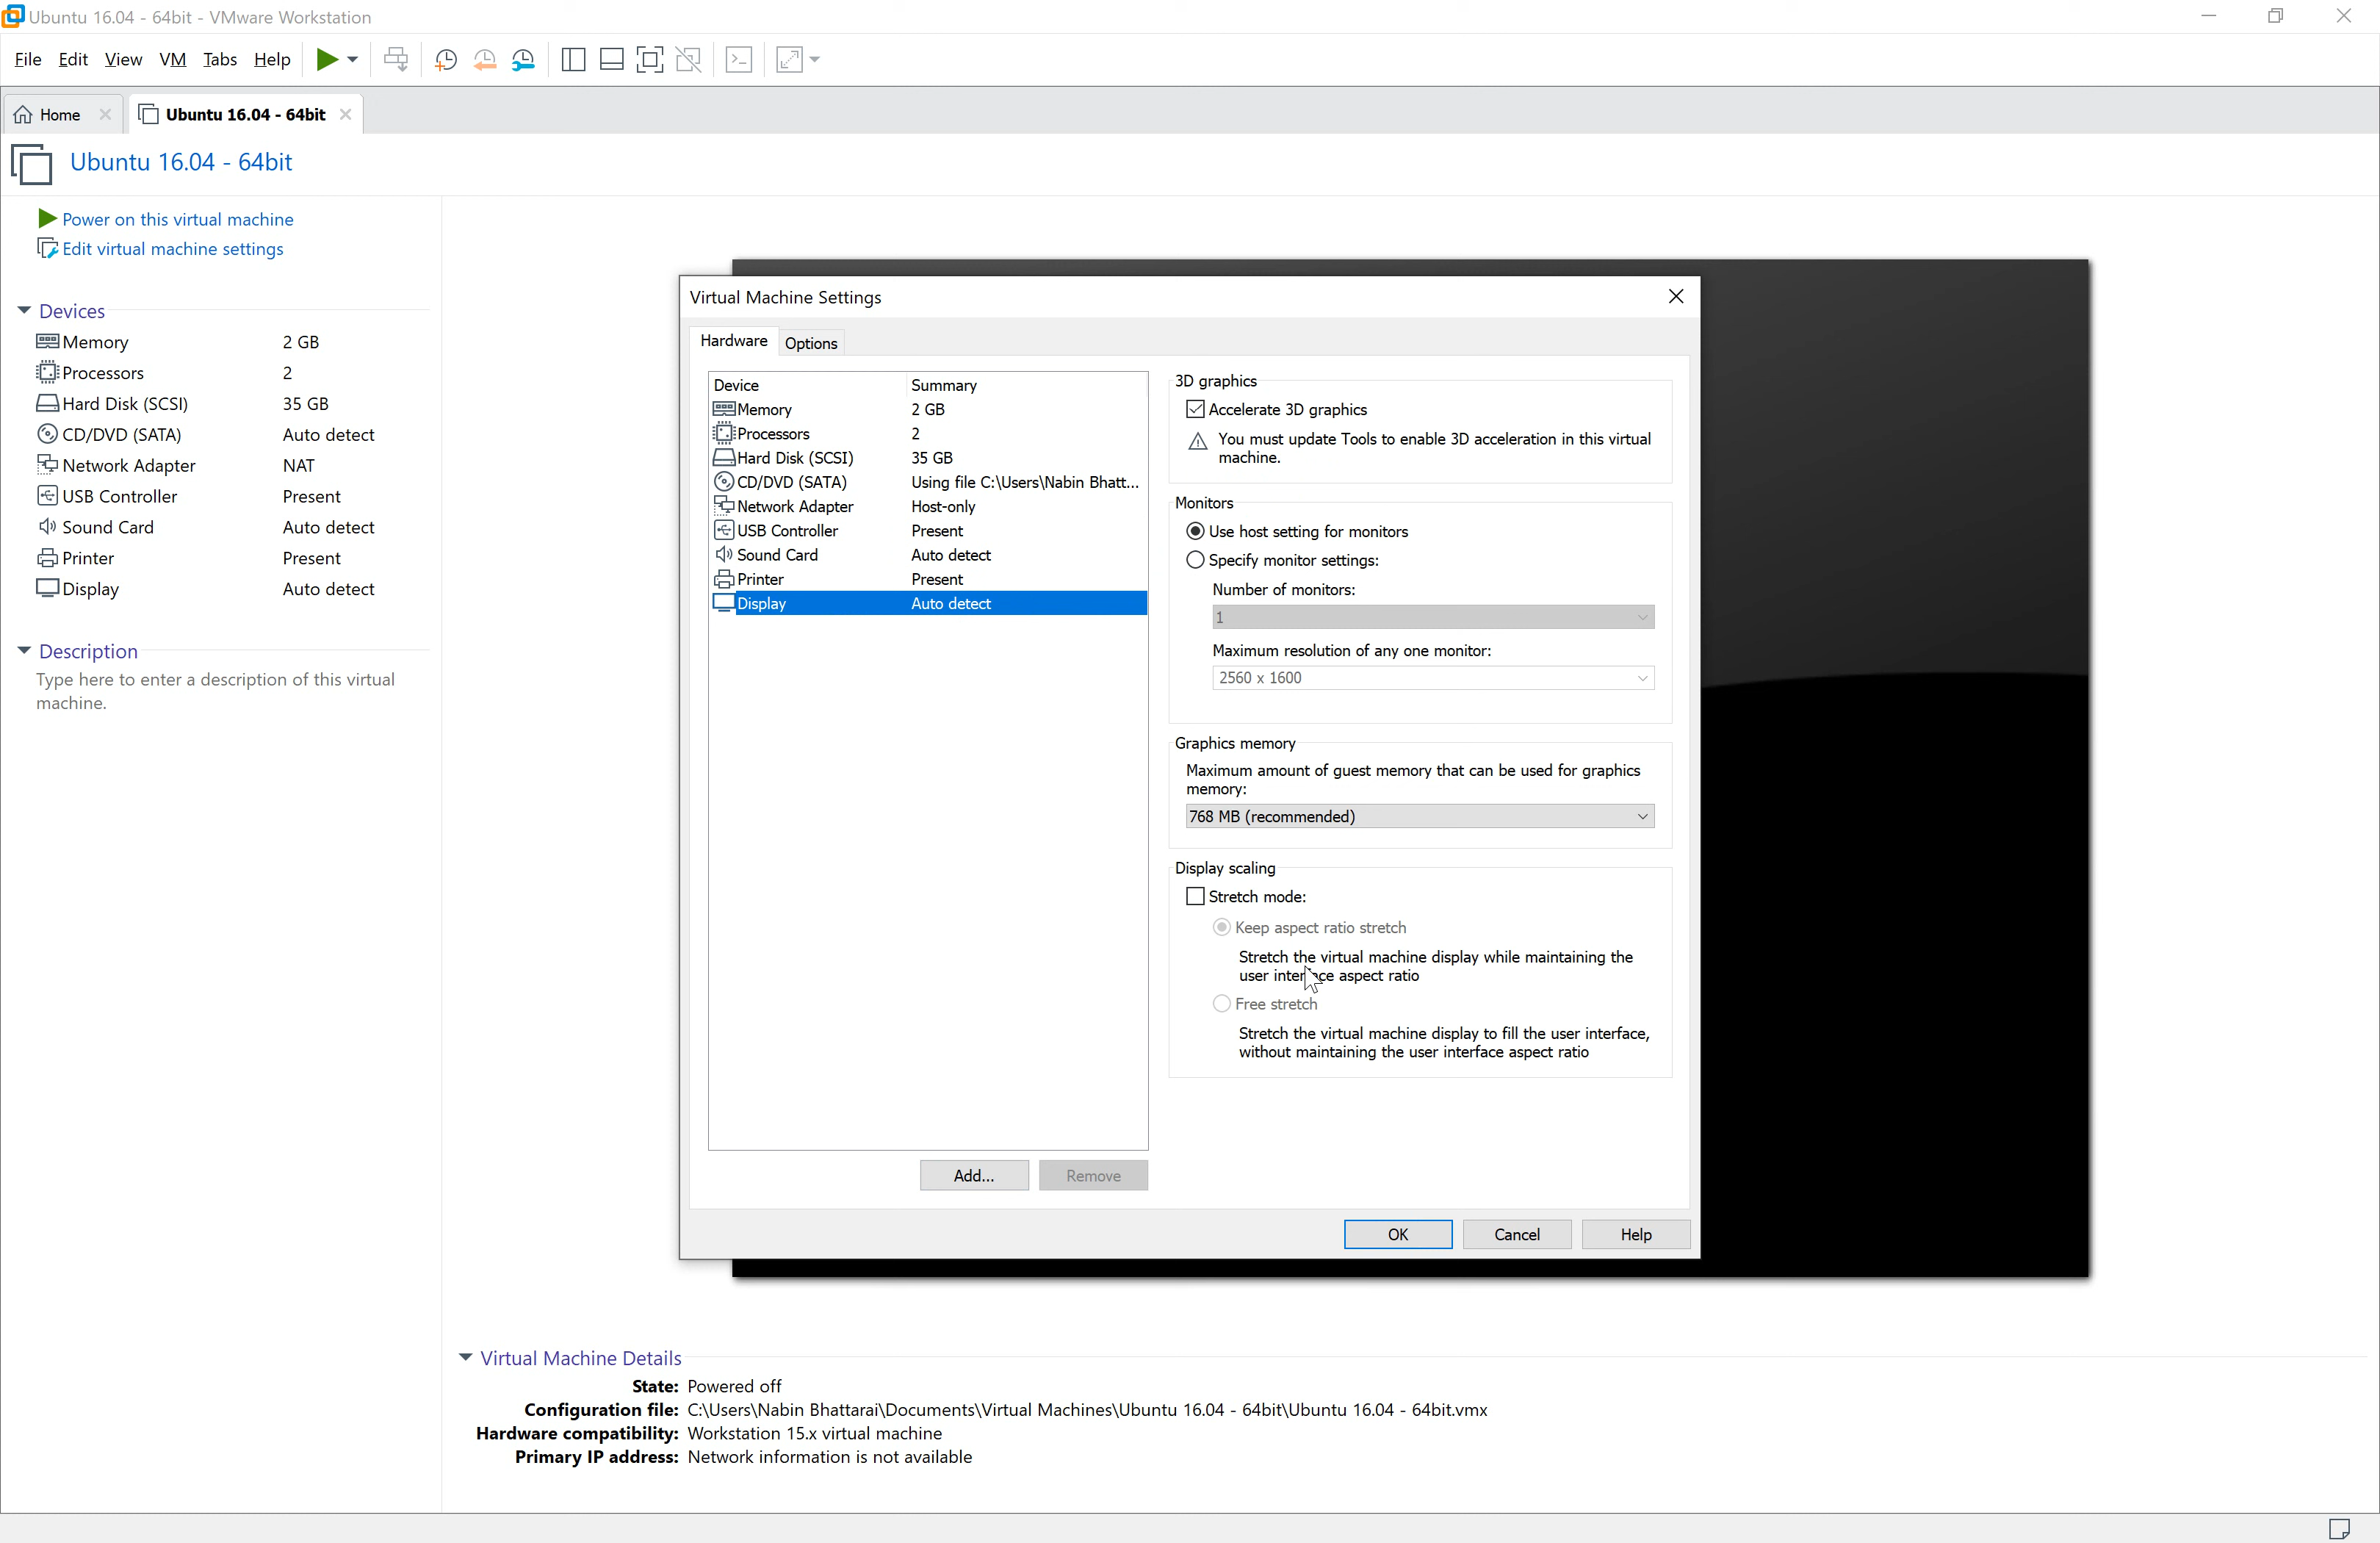 Ubuntu 16.04 - 64bit - VMware Workstation
File Edit View VM Tabs Help
Home Ubuntu 16.04 - 64bit
Ubuntu 16.04 - 64bit
Power on this virtual machine
Edit virtual machine settings
Devices
Memory 2 GB
Processors 2
Hard Disk (SCSI) 35 GB
CD/DVD (SATA) Auto detect
Network Adapter NAT
USB Controller Present
Sound Card Auto detect
Printer Present
Display Auto detect
Description
Type here to enter a description of this virtual
machine.
Virtual Machine Settings
Hardware Options
Device Summary
Memory 2 GB
Processors 2
Hard Disk (SCSI) 35 GB
CD/DVD (SATA) Using file C:\Users\Nabin Bhatt...
Network Adapter Host-only
USB Controller Present
Sound Card Auto detect
Printer Present
Display Auto detect
Add... Remove
3D graphics
Accelerate 3D graphics
You must update Tools to enable 3D acceleration in this virtual
machine.
Monitors
Use host setting for monitors
Specify monitor settings:
Number of monitors:
1
Maximum resolution of any one monitor:
2560 x 1600
Graphics memory
Maximum amount of guest memory that can be used for graphics
memory:
768 MB (recommended)
Display scaling
Stretch mode:
Keep aspect ratio stretch
Stretch the virtual machine display while maintaining the
user interface aspect ratio
Free stretch
Stretch the virtual machine display to fill the user interface,
without maintaining the user interface aspect ratio
OK Cancel Help
Virtual Machine Details
State: Powered off
Configuration file: C:\Users\Nabin Bhattarai\Documents\Virtual Machines\Ubuntu 16.04 - 64bit\Ubuntu 16.04 - 64bit.vmx
Hardware compatibility: Workstation 15.x virtual machine
Primary IP address: Network information is not available